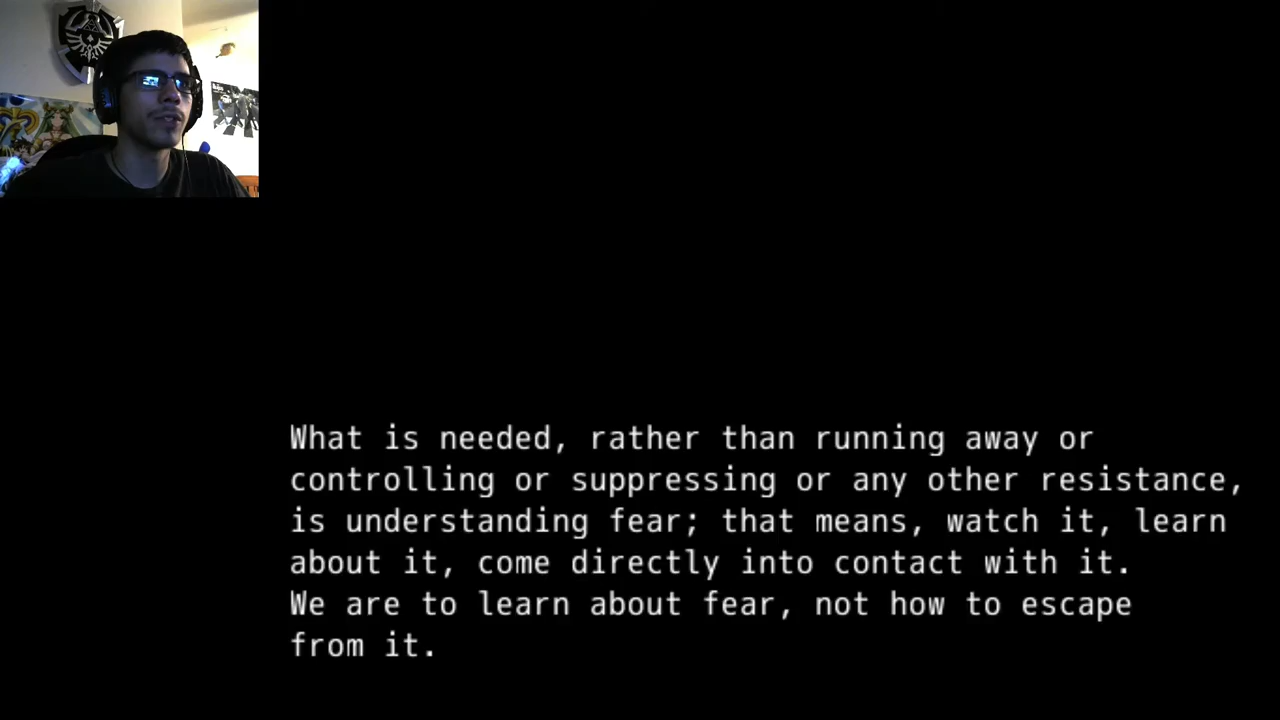 What is needed, rather than running away or
controlling or suppressing or any other resistance,
is understanding fear; that means, watch it, learn
about it, come directly into contact with it.
We are to learn about fear, not how to escape
from it.